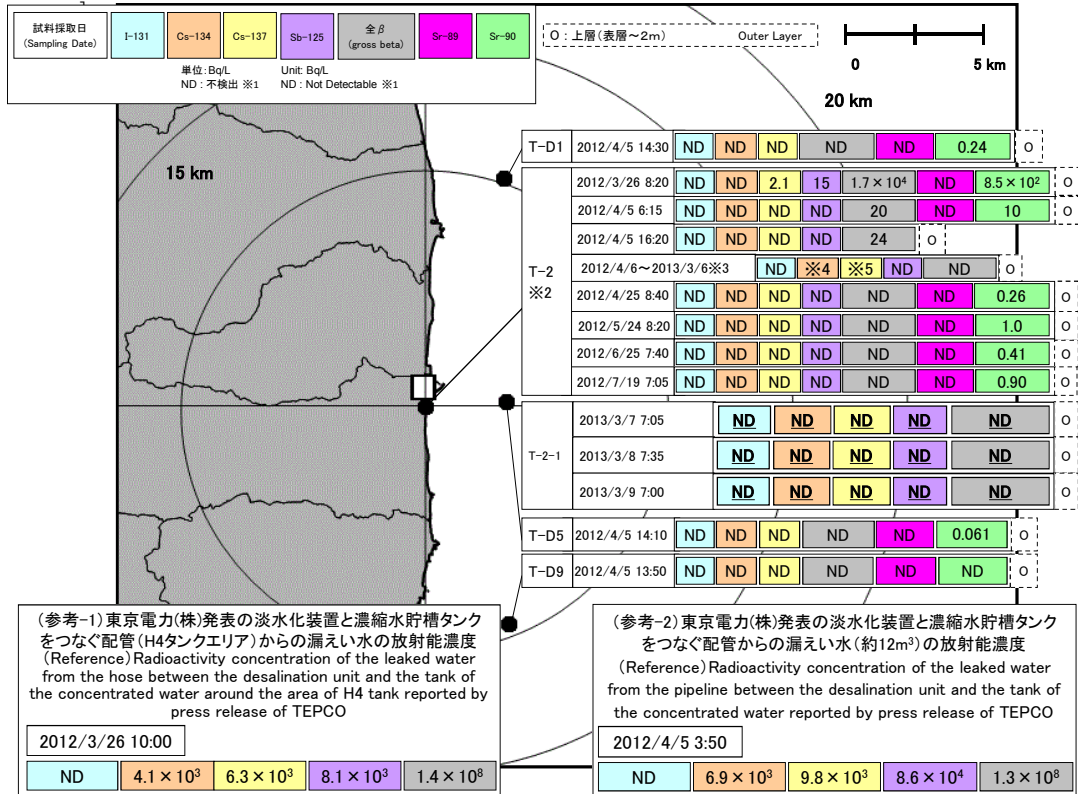 試料採取日
(Sampling Date)
I-131
Cs-134
Cs-137
Sb-125
全β
(gross beta)
Sr-89
Sr-90
単位:Bq/L
Unit: Bq/L
ND:不検出 ※1
ND : Not Detectable ※1
O:上層(表層~2m)
Outer Layer
0
5 km
20 km
15 km
T-D1 2012/4/5 14:30 ND ND ND ND ND 0.24 O
T-2
※2
2012/3/26 8:20 ND ND 2.1 15 1.7×10⁴ ND 8.5×10² O
2012/4/5 6:15 ND ND ND ND 20 ND 10 O
2012/4/5 16:20 ND ND ND ND 24 O
2012/4/6~2013/3/6※3 ND ※4 ※5 ND ND O
2012/4/25 8:40 ND ND ND ND ND ND 0.26 O
2012/5/24 8:20 ND ND ND ND ND ND 1.0 O
2012/6/25 7:40 ND ND ND ND ND ND 0.41 O
2012/7/19 7:05 ND ND ND ND ND ND 0.90 O
T-2-1
2013/3/7 7:05 ND ND ND ND ND O
2013/3/8 7:35 ND ND ND ND ND O
2013/3/9 7:00 ND ND ND ND ND O
T-D5 2012/4/5 14:10 ND ND ND ND ND 0.061 O
T-D9 2012/4/5 13:50 ND ND ND ND ND ND O
(参考-1)東京電力(株)発表の淡水化装置と濃縮水貯槽タンク
をつなぐ配管(H4タンクエリア)からの漏えい水の放射能濃度
(Reference)Radioactivity concentration of the leaked water
from the hose between the desalination unit and the tank of
the concentrated water around the area of H4 tank reported by
press release of TEPCO
2012/3/26 10:00
ND 4.1×10³ 6.3×10³ 8.1×10³ 1.4×10⁸
(参考-2)東京電力(株)発表の淡水化装置と濃縮水貯槽タンク
をつなぐ配管からの漏えい水(約12m³)の放射能濃度
(Reference)Radioactivity concentration of the leaked water
from the pipeline between the desalination unit and the tank of
the concentrated water reported by press release of TEPCO
2012/4/5 3:50
ND 6.9×10³ 9.8×10³ 8.6×10⁴ 1.3×10⁸